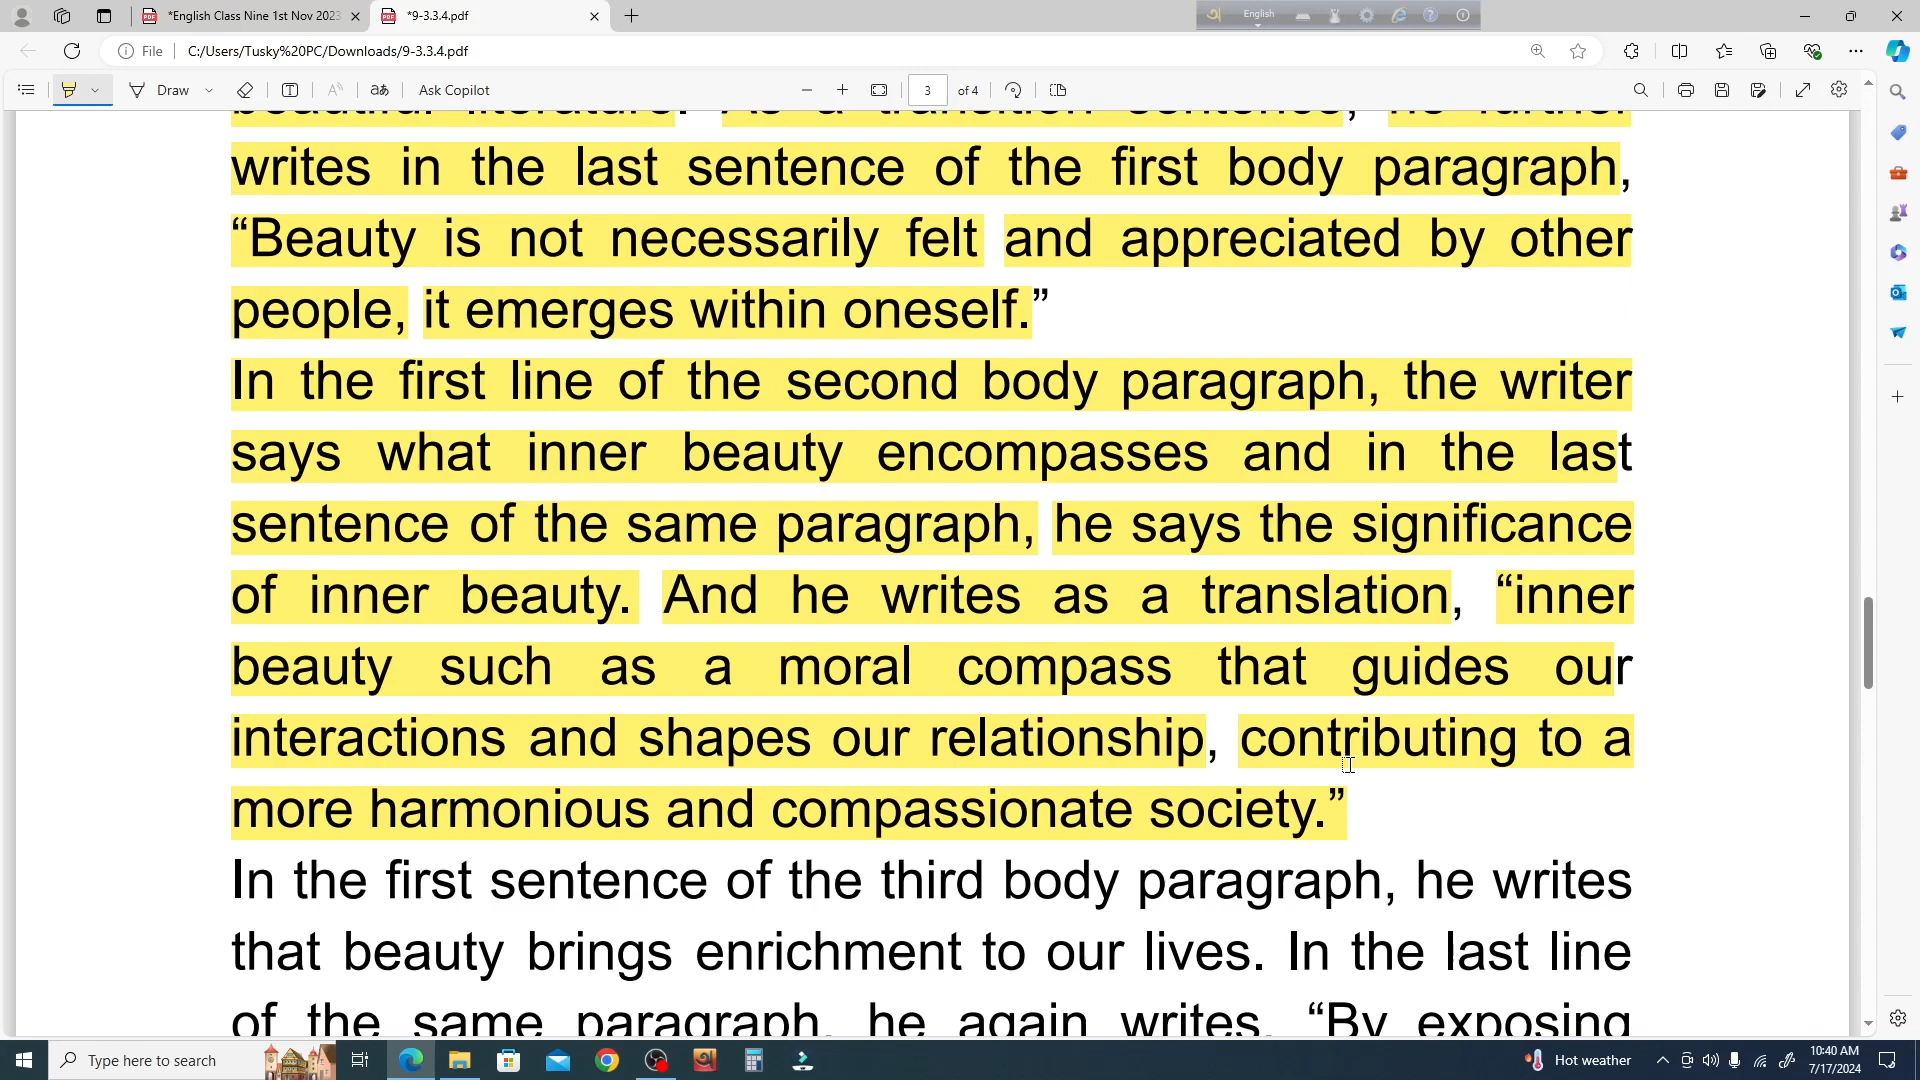 *English Class Nine 1st Nov 2023
*9-3.3.4.pdf
English
File
C:/Users/Tusky%20PC/Downloads/9-3.3.4.pdf
Draw
Ask Copilot
3
of 4
beautiful literature. As a transition sentence, he further
writes in the last sentence of the first body paragraph,
“Beauty is not necessarily felt and appreciated by other
people, it emerges within oneself.”
In the first line of the second body paragraph, the writer
says what inner beauty encompasses and in the last
sentence of the same paragraph, he says the significance
of inner beauty. And he writes as a translation, “inner
beauty such as a moral compass that guides our
interactions and shapes our relationship, contributing to a
more harmonious and compassionate society.”
In the first sentence of the third body paragraph, he writes
that beauty brings enrichment to our lives. In the last line
of the same paragraph, he again writes, “By exposing
Type here to search
Hot weather
10:40 AM
7/17/2024